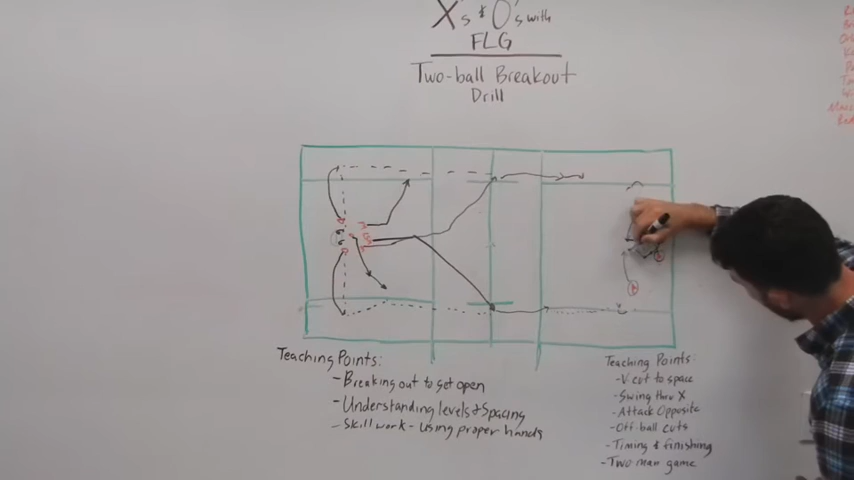 X's & O's with
FLG
Two-ball Breakout
Drill
Teaching Points:
- Breaking out to get open
- Understanding levels & Spacing
- Skill work - using proper hands
Teaching Points:
- V cut to space
- Swing thru X
- Attack Opposite
- Off-ball cuts
- Timing & finishing
- Two man game